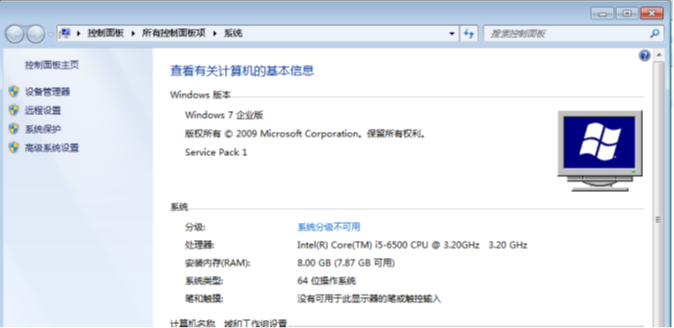 控制面板 ▸ 所有控制面板项 ▸ 系统
搜索控制面板
控制面板主页
设备管理器
远程设置
系统保护
高级系统设置
查看有关计算机的基本信息
Windows 版本
Windows 7 企业版
版权所有 © 2009 Microsoft Corporation。保留所有权利。
Service Pack 1
系统
分级: 系统分级不可用
处理器: Intel(R) Core(TM) i5-6500 CPU @ 3.20GHz 3.20 GHz
安装内存(RAM): 8.00 GB (7.87 GB 可用)
系统类型: 64 位操作系统
笔和触摸: 没有可用于此显示器的笔或触控输入
计算机名称、域和工作组设置